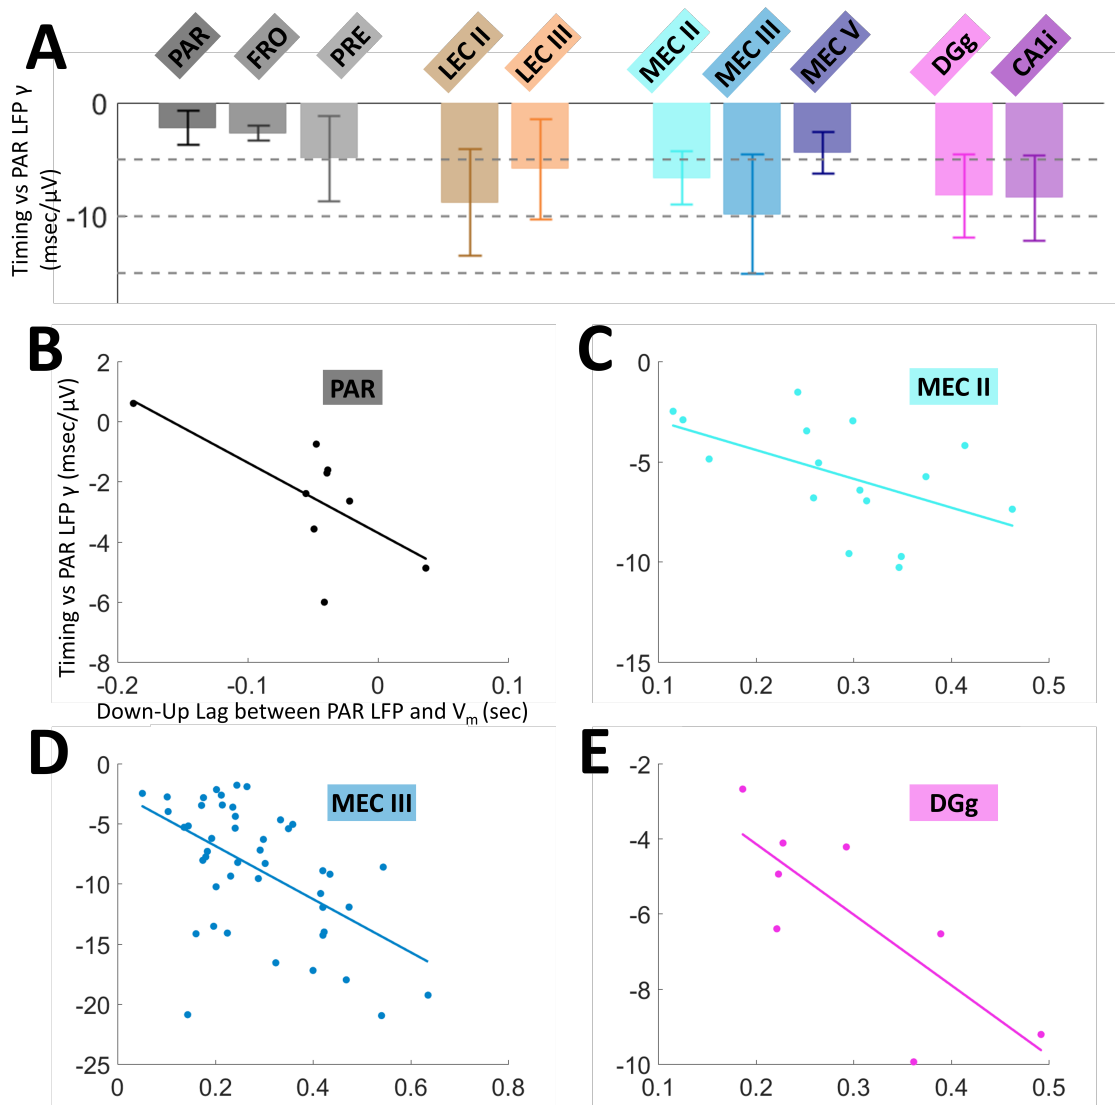 A
PAR FRO PRE LEC II LEC III MEC II MEC III MEC V DGg CA1i
Timing vs PAR LFP γ
(msec/μV)
0
-5
-10
B
PAR
Timing vs PAR LFP γ (msec/μV)
2
0
-2
-4
-6
-8
-0.2 -0.1 0 0.1
Down-Up Lag between PAR LFP and Vm (sec)
C
MEC II
0
-5
-10
-15
0.1 0.2 0.3 0.4 0.5
D
MEC III
0
-5
-10
-15
-20
-25
0 0.2 0.4 0.6 0.8
E
DGg
-2
-4
-6
-8
-10
0.1 0.2 0.3 0.4 0.5